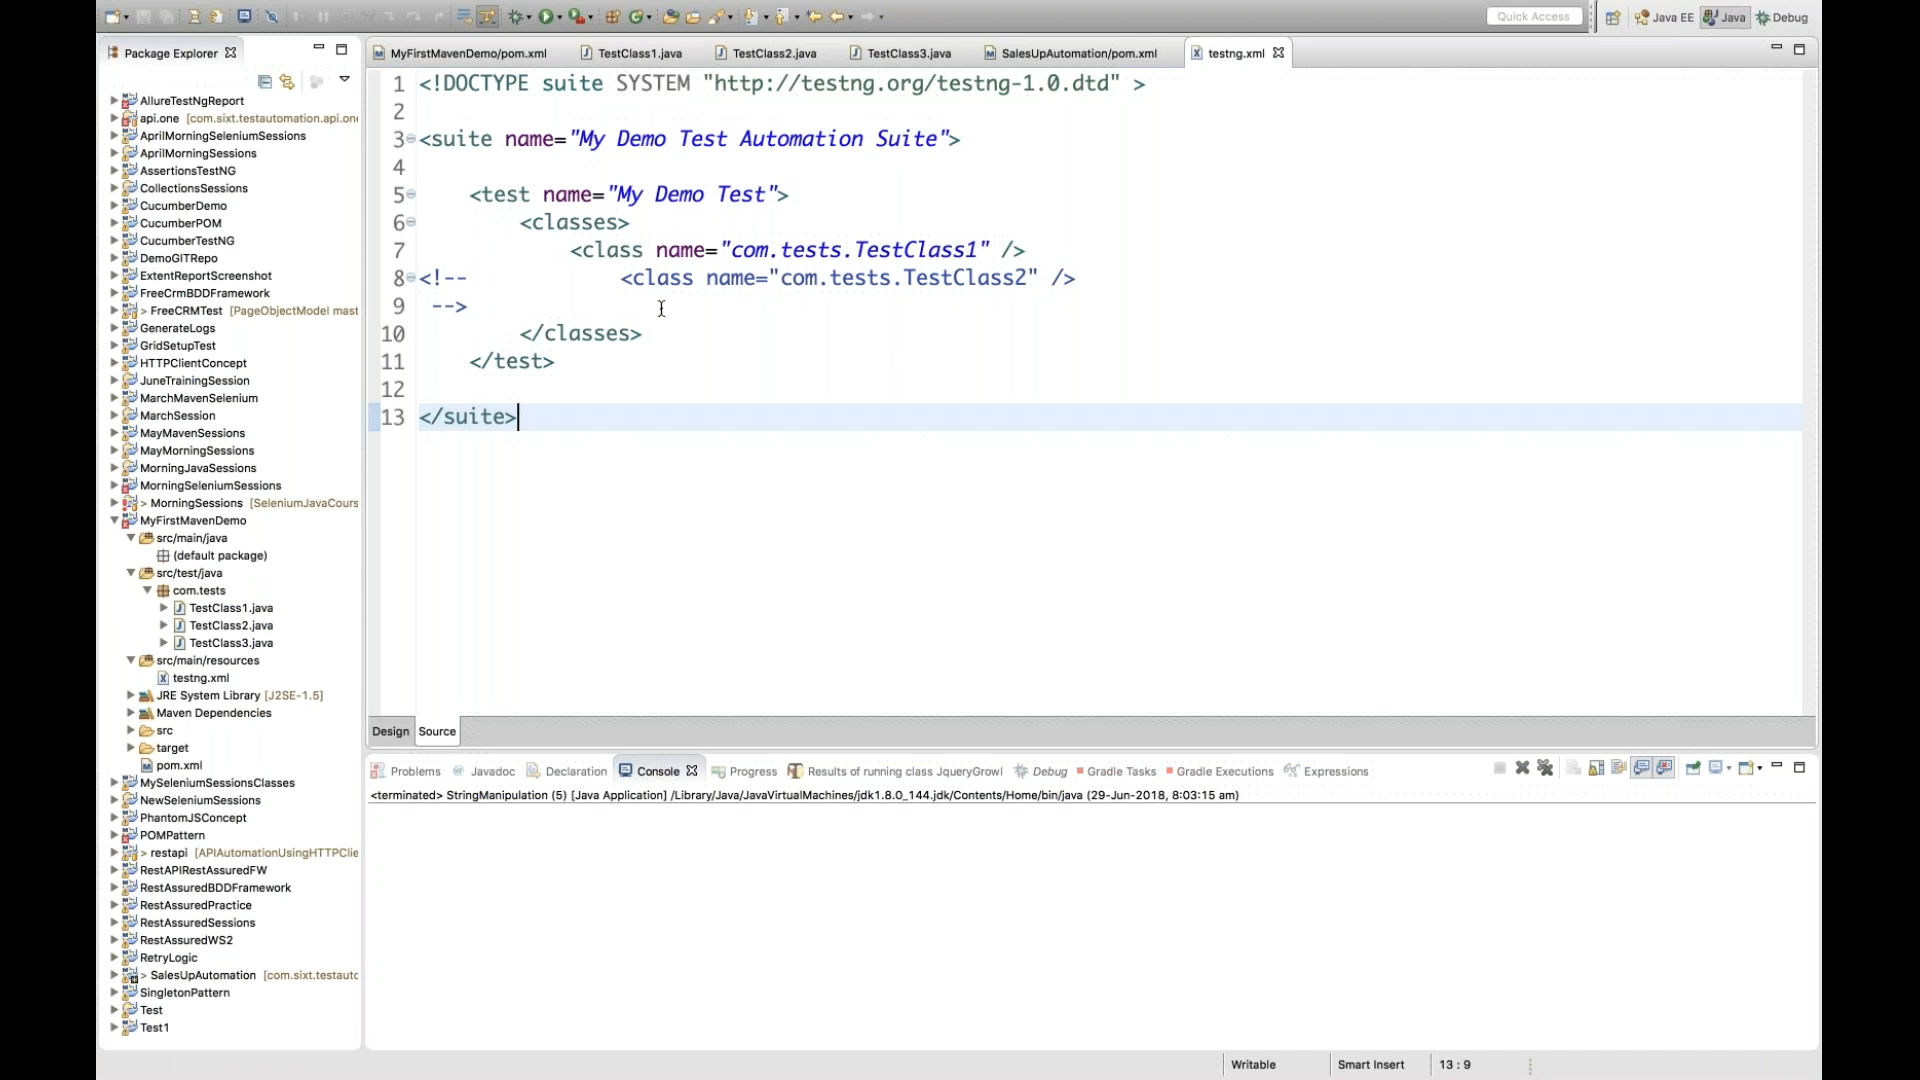 Quick Access
Java EE
Java
Debug
Package Explorer
MyFirstMavenDemo/pom.xml
TestClass1.java
TestClass2.java
TestClass3.java
SalesUpAutomation/pom.xml
testng.xml
AllureTestNgReport
api.one [com.sixt.testautomation.api.one
AprilMorningSeleniumSessions
AprilMorningSessions
AssertionsTestNG
CollectionsSessions
CucumberDemo
CucumberPOM
CucumberTestNG
DemoGITRepo
ExtentReportScreenshot
FreeCrmBDDFramework
> FreeCRMTest [PageObjectModel mast
GenerateLogs
GridSetupTest
HTTPClientConcept
JuneTrainingSession
MarchMavenSelenium
MarchSession
MayMavenSessions
MayMorningSessions
MorningJavaSessions
MorningSeleniumSessions
> MorningSessions [SeleniumJavaCours
MyFirstMavenDemo
src/main/java
(default package)
src/test/java
com.tests
TestClass1.java
TestClass2.java
TestClass3.java
src/main/resources
testng.xml
JRE System Library [J2SE-1.5]
Maven Dependencies
src
target
pom.xml
MySeleniumSessionsClasses
NewSeleniumSessions
PhantomJSConcept
POMPattern
> restapi [APIAutomationUsingHTTPClie
RestAPIRestAssuredFW
RestAssuredBDDFramework
RestAssuredPractice
RestAssuredSessions
RestAssuredWS2
RetryLogic
> SalesUpAutomation [com.sixt.testauto
SingletonPattern
Test
Test1
1 <!DOCTYPE suite SYSTEM "http://testng.org/testng-1.0.dtd" >
2
3 <suite name="My Demo Test Automation Suite">
4
5 <test name="My Demo Test">
6 <classes>
7 <class name="com.tests.TestClass1" />
8 <!-- <class name="com.tests.TestClass2" />
9 -->
10 </classes>
11 </test>
12
13 </suite>
Design
Source
Problems
Javadoc
Declaration
Console
Progress
Results of running class JqueryGrowl
Debug
Gradle Tasks
Gradle Executions
Expressions
<terminated> StringManipulation (5) [Java Application] /Library/Java/JavaVirtualMachines/jdk1.8.0_144.jdk/Contents/Home/bin/java (29-Jun-2018, 8:03:15 am)
Writable
Smart Insert
13 : 9